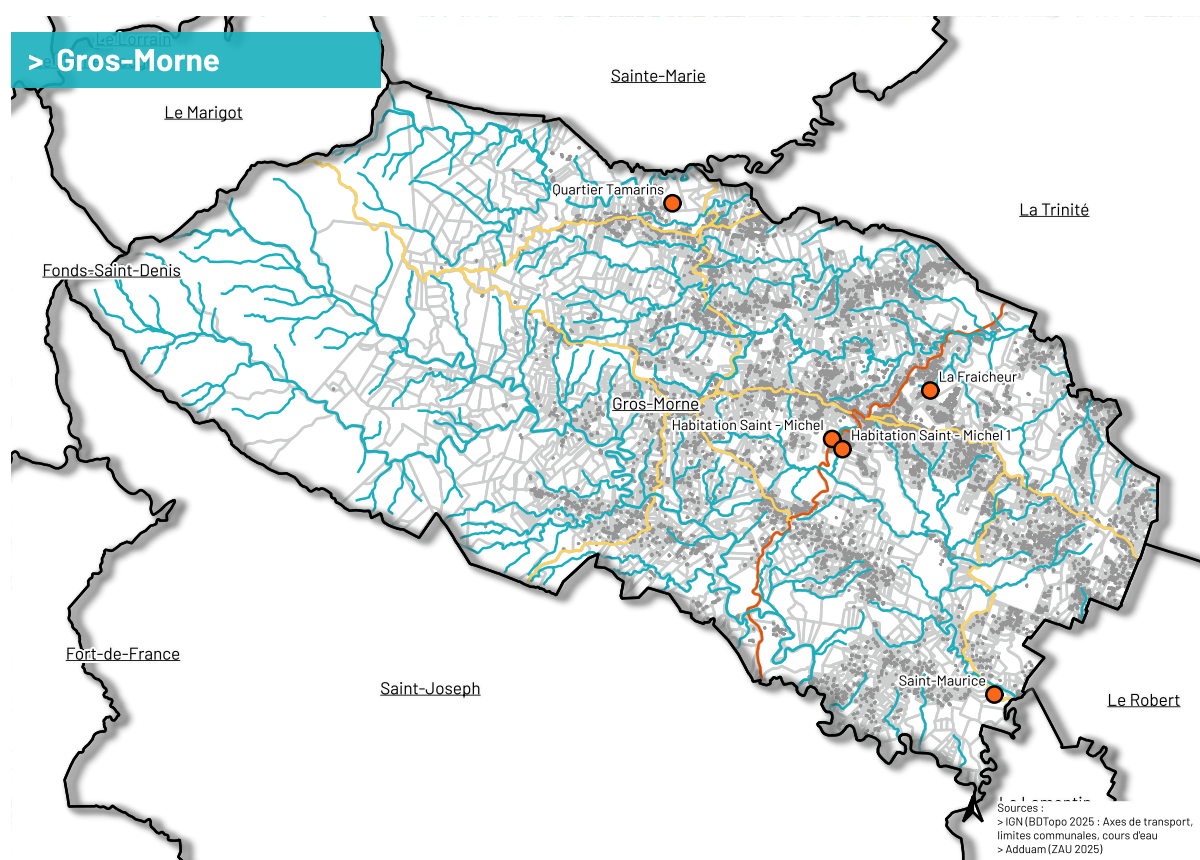 Le Lorrain
> Gros-Morne
Sainte-Marie
Le Marigot
Quartier Tamarins
La Trinité
Fonds-Saint-Denis
La Fraicheur
Gros-Morne
Habitation Saint - Michel
Habitation Saint - Michel 1
Fort-de-France
Saint-Joseph
Saint-Maurice
Le Robert
Le Lamentin
Sources :
> IGN (BDTopo 2025 : Axes de transport,
limites communales, cours d'eau
> Adduam (ZAU 2025)